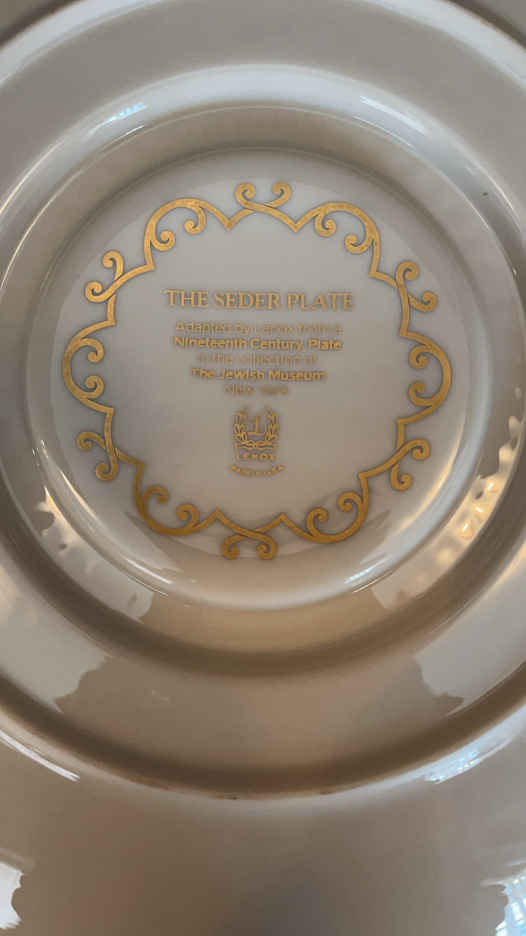 THE SEDER PLATE
Adapted by Lenox from a
Nineteenth Century Plate
in the collection of
The Jewish Museum
New York
L
LENOX